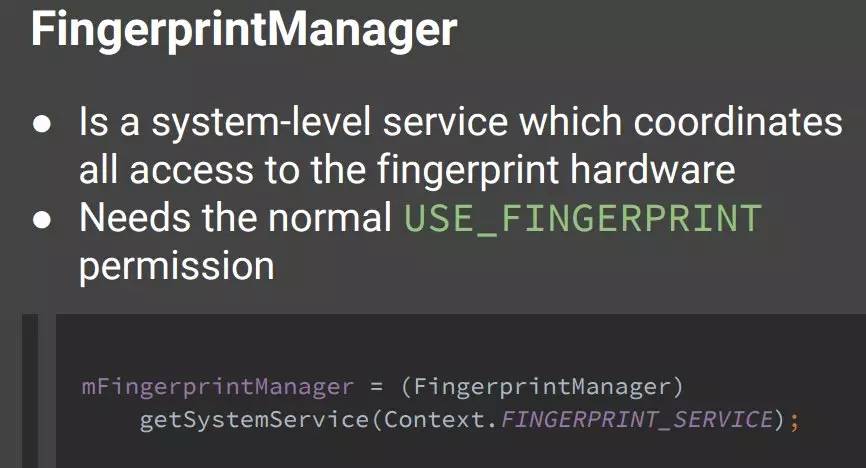 FingerprintManager
● Is a system-level service which coordinates
all access to the fingerprint hardware
● Needs the normal USE_FINGERPRINT
permission
mFingerprintManager = (FingerprintManager)
getSystemService(Context.FINGERPRINT_SERVICE);